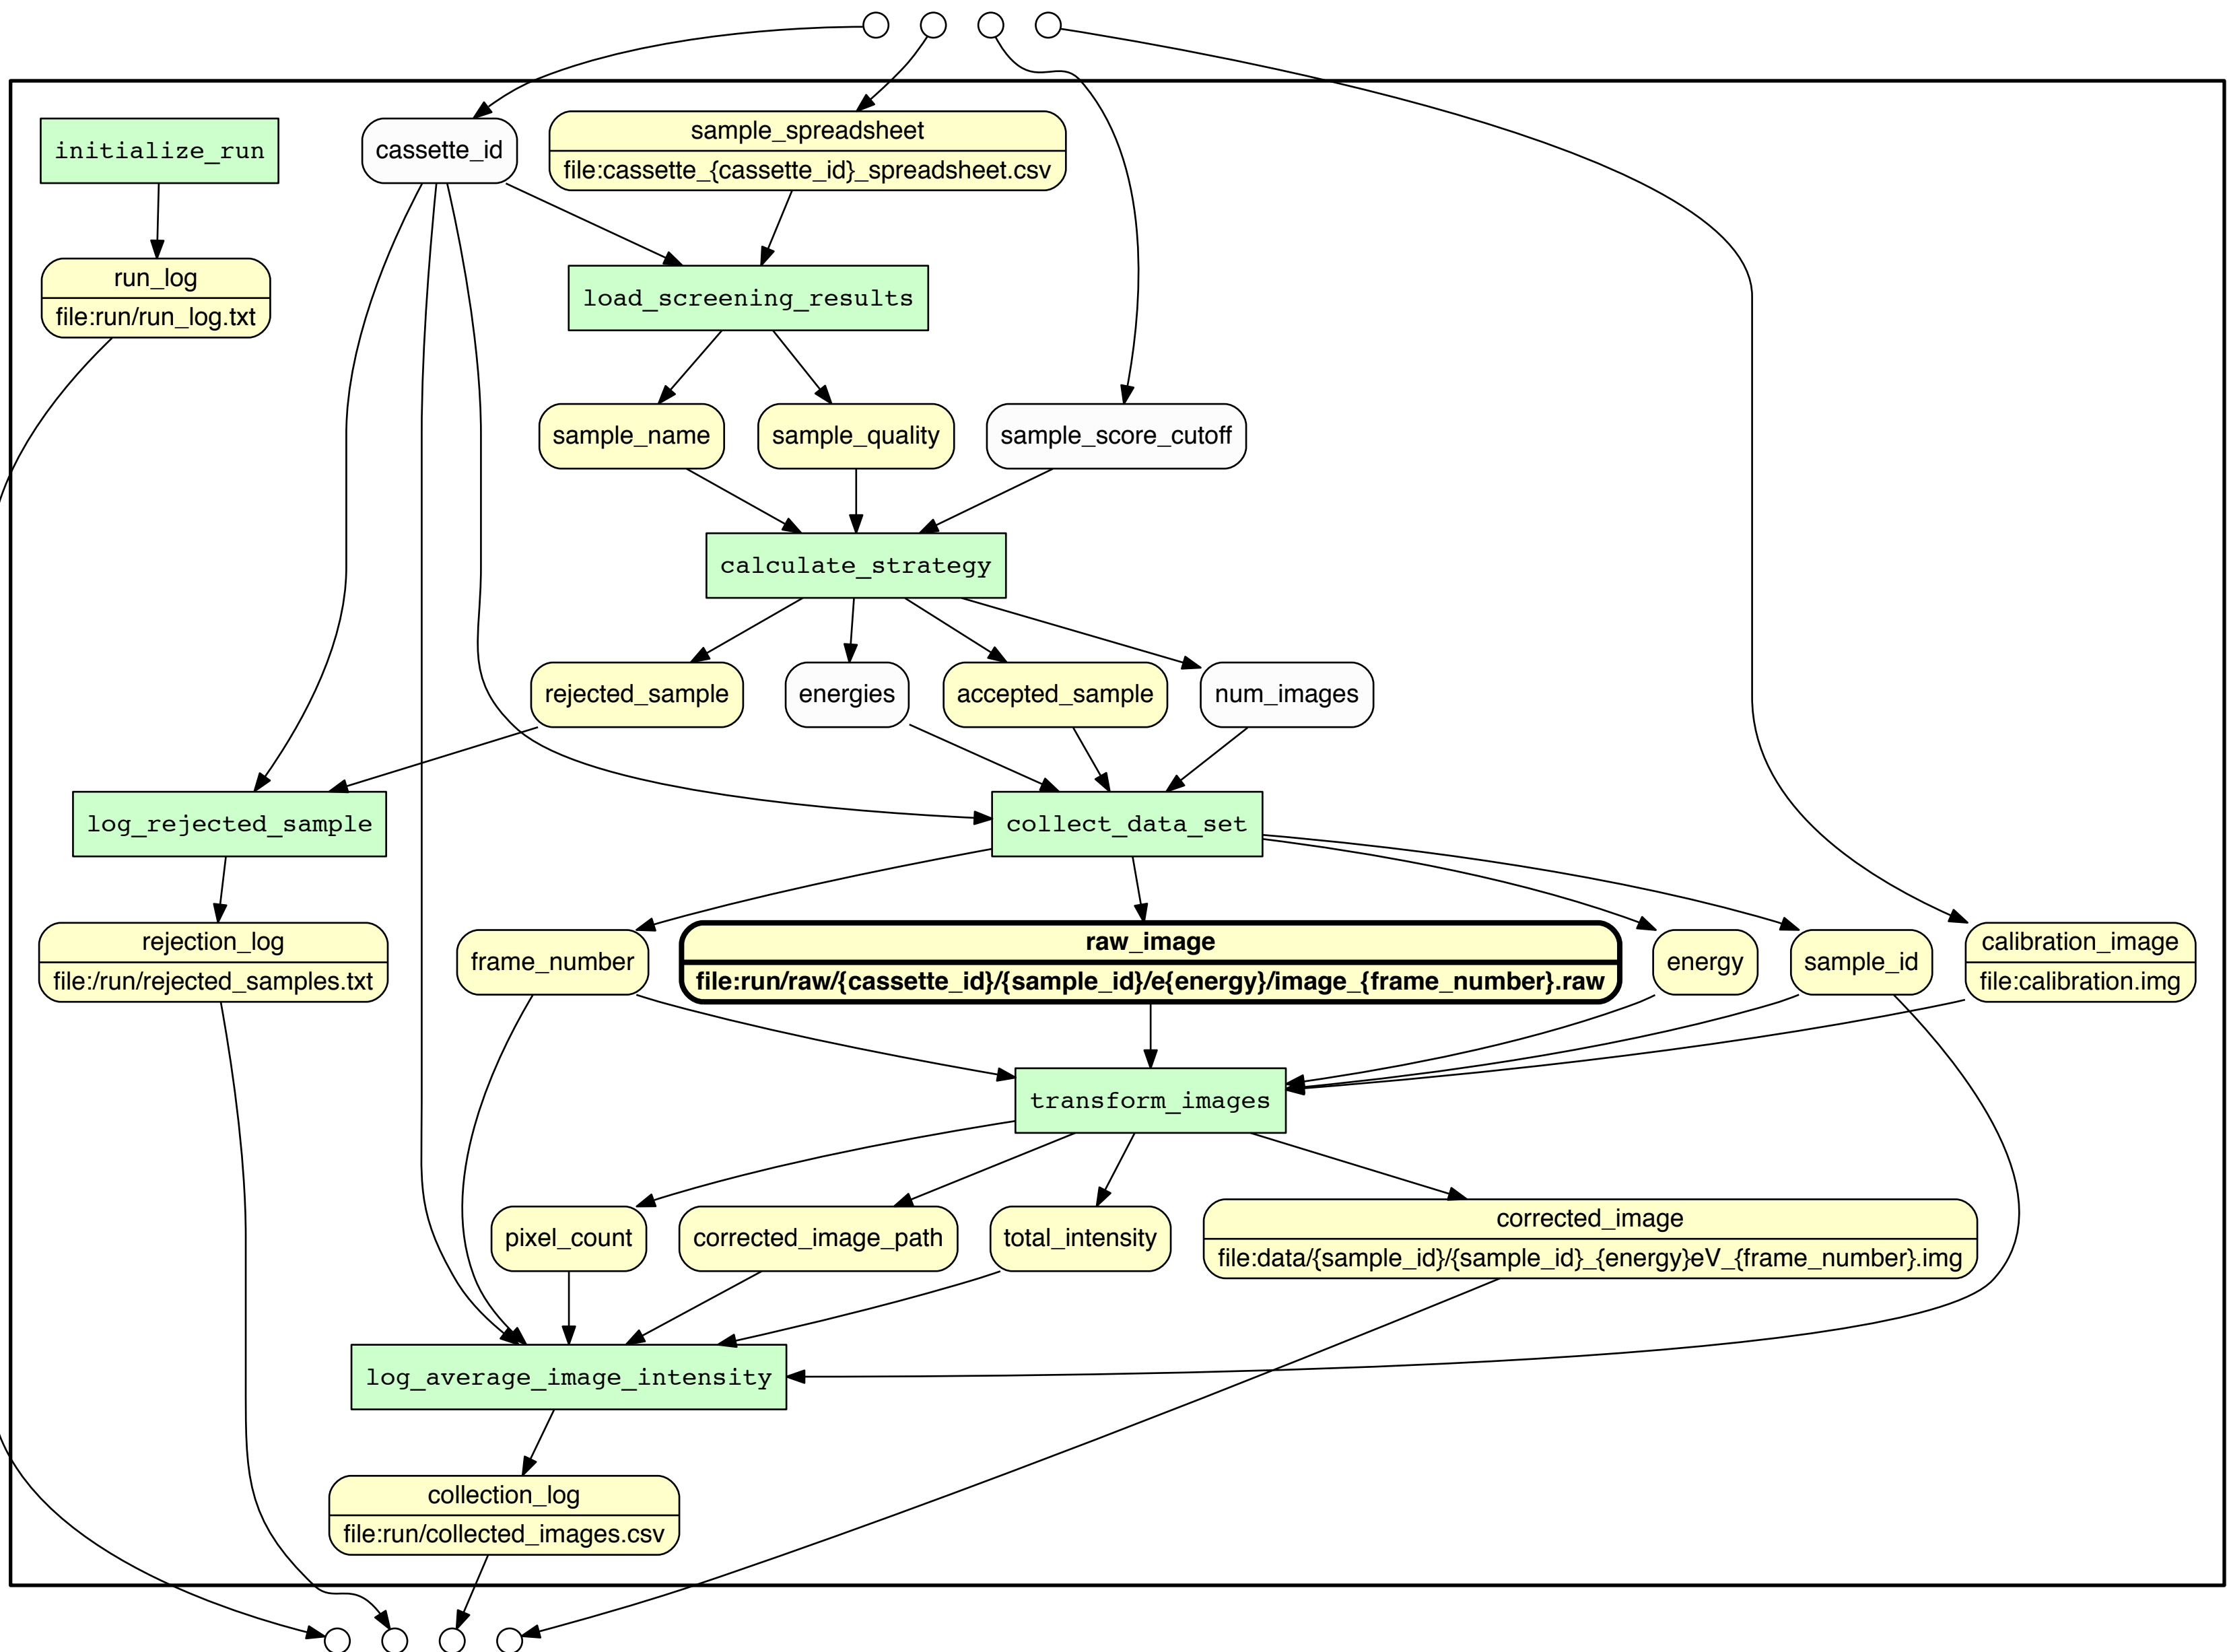 initialize_run
cassette_id
sample_spreadsheet
file:cassette_{cassette_id}_spreadsheet.csv
run_log
file:run/run_log.txt
load_screening_results
sample_name
sample_quality
sample_score_cutoff
calculate_strategy
rejected_sample
energies
accepted_sample
num_images
log_rejected_sample
collect_data_set
rejection_log
file:/run/rejected_samples.txt
frame_number
raw_image
file:run/raw/{cassette_id}/{sample_id}/e{energy}/image_{frame_number}.raw
energy
sample_id
calibration_image
file:calibration.img
transform_images
pixel_count
corrected_image_path
total_intensity
corrected_image
file:data/{sample_id}/{sample_id}_{energy}eV_{frame_number}.img
log_average_image_intensity
collection_log
file:run/collected_images.csv